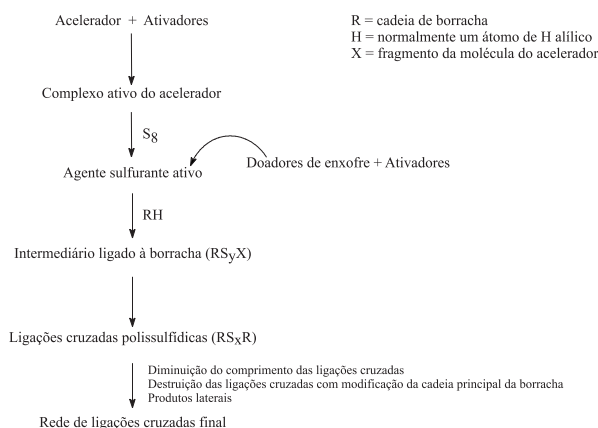 Acelerador + Ativadores
R = cadeia de borracha
H = normalmente um átomo de H alílico
X = fragmento da molécula do acelerador
Complexo ativo do acelerador
S8
Doadores de enxofre + Ativadores
Agente sulfurante ativo
RH
Intermediário ligado à borracha (RSyX)
Ligações cruzadas polissulfídicas (RSxR)
Diminuição do comprimento das ligações cruzadas
Destruição das ligações cruzadas com modificação da cadeia principal da borracha
Produtos laterais
Rede de ligações cruzadas final